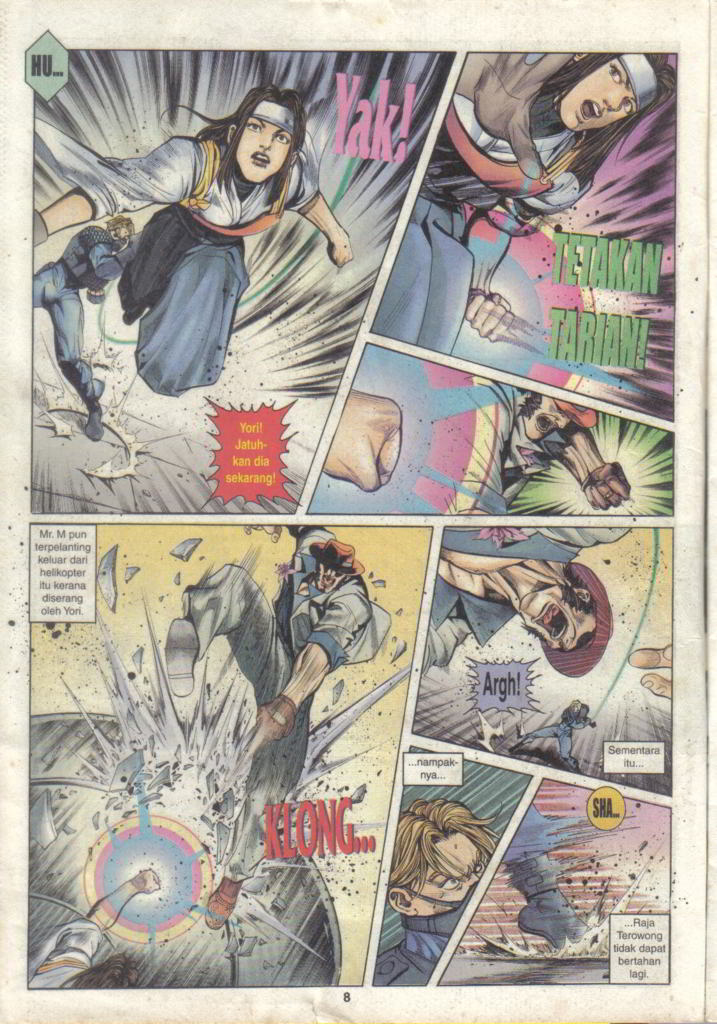 HU...
Yak!
TETAKAN
TARIAN!
Yori!
Jatuh-
kan dia
sekarang!
Mr. M pun
terpelanting
keluar dari
helikopter
itu kerana
diserang
oleh Yori.
KLONG...
Argh!
Sementara
itu...
...nampak-
nya...
SHA...
...Raja
Terowong
tidak dapat
bertahan
lagi.
8